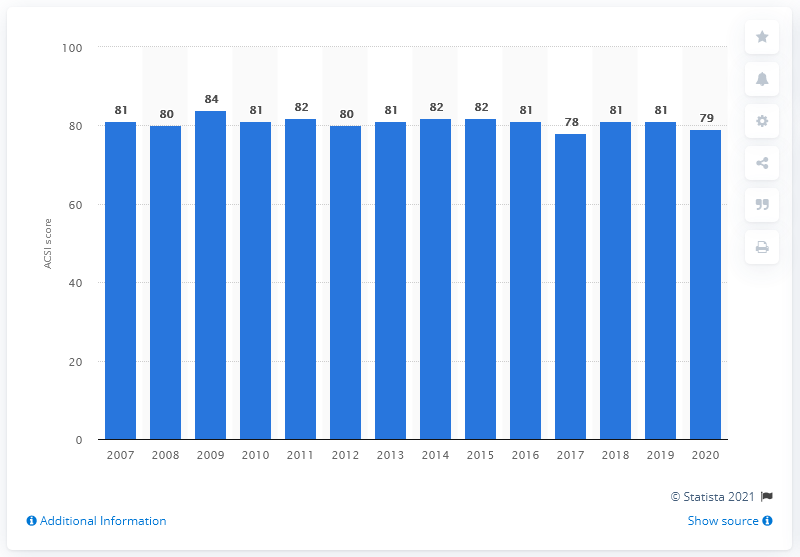 100
80
60
40
20
0
ACSI score
81 80 84 81 82 80 81 82 82 81 78 81 81 79
2007 2008 2009 2010 2011 2012 2013 2014 2015 2016 2017 2018 2019 2020
© Statista 2021
Additional Information
Show source